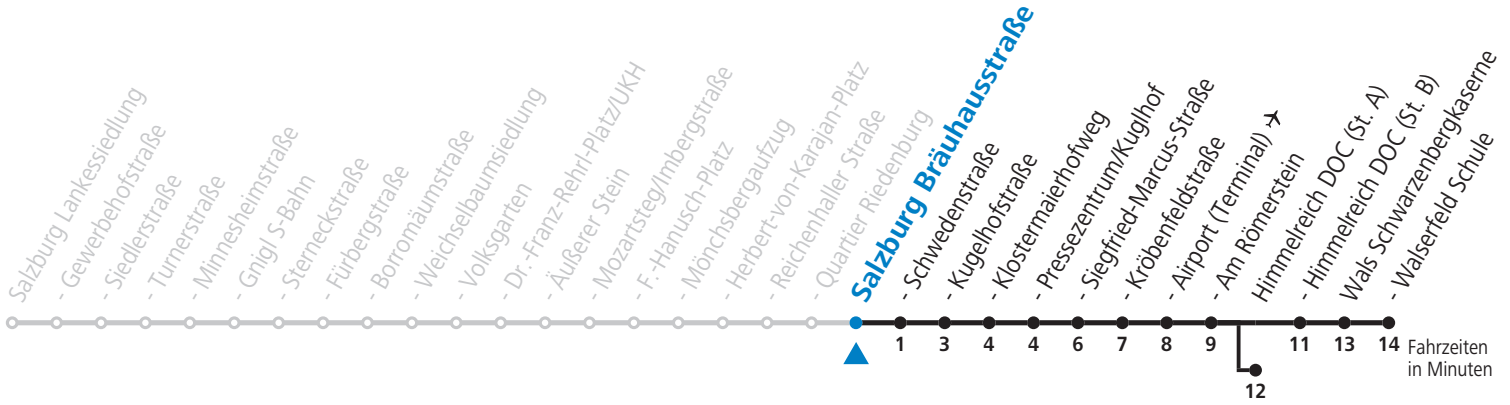 Salzburg Lankessiedlung
- Gewerbehofstraße
- Siedlerstraße
- Turnerstraße
- Minnesheimstraße
- Gnigl S-Bahn
- Sterneckstraße
- Fürbergstraße
- Borromäumstraße
- Weichselbaumsiedlung
- Volksgarten
- Dr.-Franz-Rehrl-Platz/UKH
- Äußerer Stein
- Mozartsteg/Imbergstraße
- F.-Hanusch-Platz
- Mönchsbergaufzug
- Herbert-von-Karajan-Platz
- Reichenhaller Straße
- Quartier Riedenburg
Salzburg Bräuhausstraße
- Schwedenstraße
- Kugelhofstraße
- Klostermaierhofweg
- Pressezentrum/Kuglhof
- Siegfried-Marcus-Straße
- Kröbenfeldstraße
- Airport (Terminal)
- Am Römerstein
Himmelreich DOC (St. A)
- Himmelreich DOC (St. B)
Wals Schwarzenbergkaserne
- Walserfeld Schule
1 3 4 4 6 7 8 9 11 13 14 Fahrzeiten
in Minuten
12